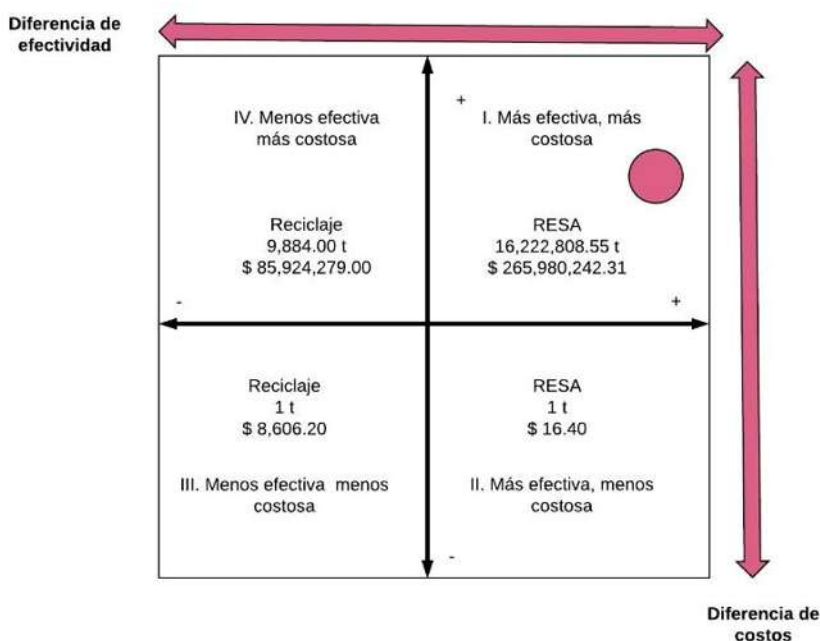 Diferencia de
efectividad
IV. Menos efectiva
más costosa
+
I. Más efectiva, más
costosa
Reciclaje
9,884.00 t
$ 85,924,279.00
RESA
16,222,808.55 t
$ 265,980,242.31
-
+
Reciclaje
1 t
$ 8,606.20
RESA
1 t
$ 16.40
III. Menos efectiva menos
costosa
II. Más efectiva, menos
costosa
-
Diferencia de
costos